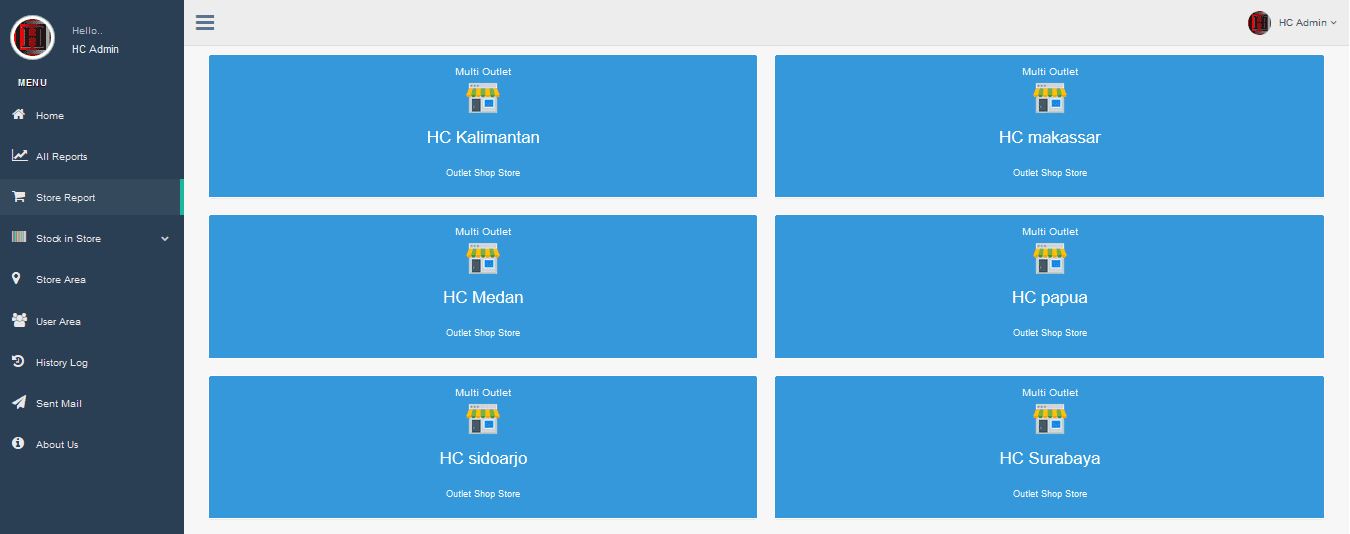 Hello..
HC Admin
MENU
Home
All Reports
Store Report
Stock in Store
Store Area
User Area
History Log
Sent Mail
About Us
HC Admin
Multi Outlet
HC Kalimantan
Outlet Shop Store
Multi Outlet
HC makassar
Outlet Shop Store
Multi Outlet
HC Medan
Outlet Shop Store
Multi Outlet
HC papua
Outlet Shop Store
Multi Outlet
HC sidoarjo
Outlet Shop Store
Multi Outlet
HC Surabaya
Outlet Shop Store